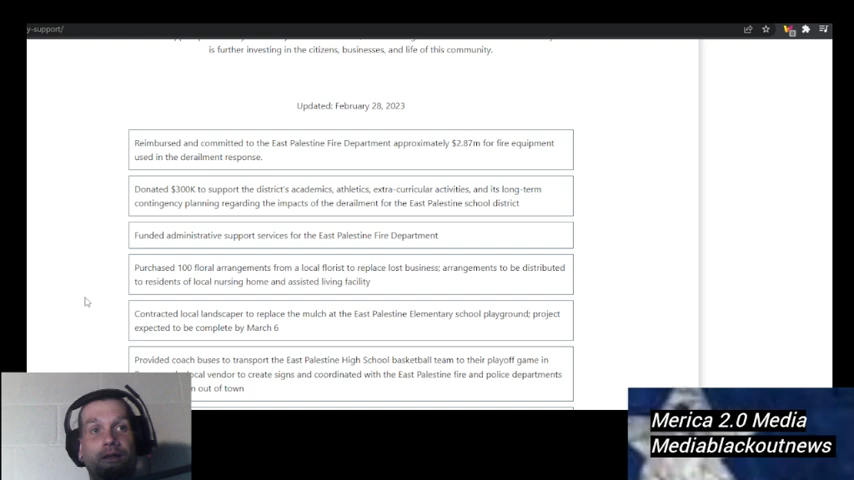 y-support/
is further investing in the citizens, businesses, and life of this community.
Updated: February 28, 2023
Reimbursed and committed to the East Palestine Fire Department approximately $2.87m for fire equipment
used in the derailment response.
Donated $300K to support the district's academics, athletics, extra-curricular activities, and its long-term
contingency planning regarding the impacts of the derailment for the East Palestine school district
Funded administrative support services for the East Palestine Fire Department
Purchased 100 floral arrangements from a local florist to replace lost business; arrangements to be distributed
to residents of local nursing home and assisted living facility
Contracted local landscaper to replace the mulch at the East Palestine Elementary school playground; project
expected to be complete by March 6
Provided coach buses to transport the East Palestine High School basketball team to their playoff game in
local vendor to create signs and coordinated with the East Palestine fire and police departments
out of town
Merica 2.0 Media
Mediablackoutnews